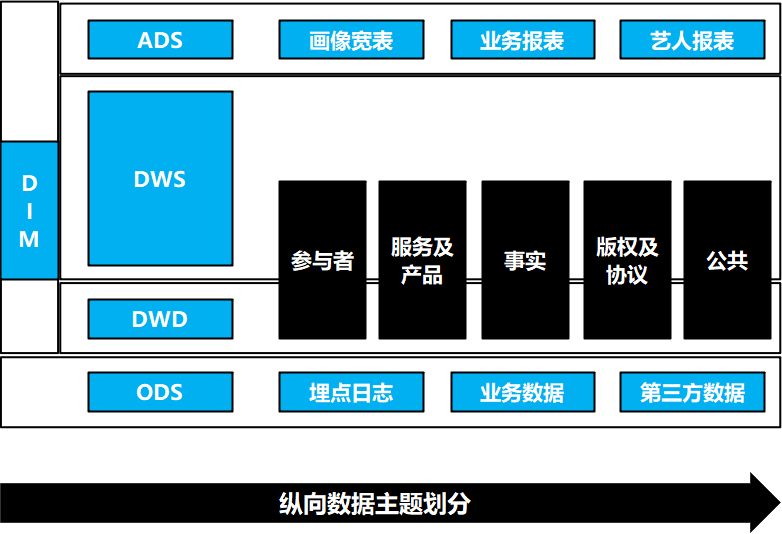 ADS
画像宽表
业务报表
艺人报表
D
I
M
DWS
参与者
服务及
产品
事实
版权及
协议
公共
DWD
ODS
埋点日志
业务数据
第三方数据
纵向数据主题划分